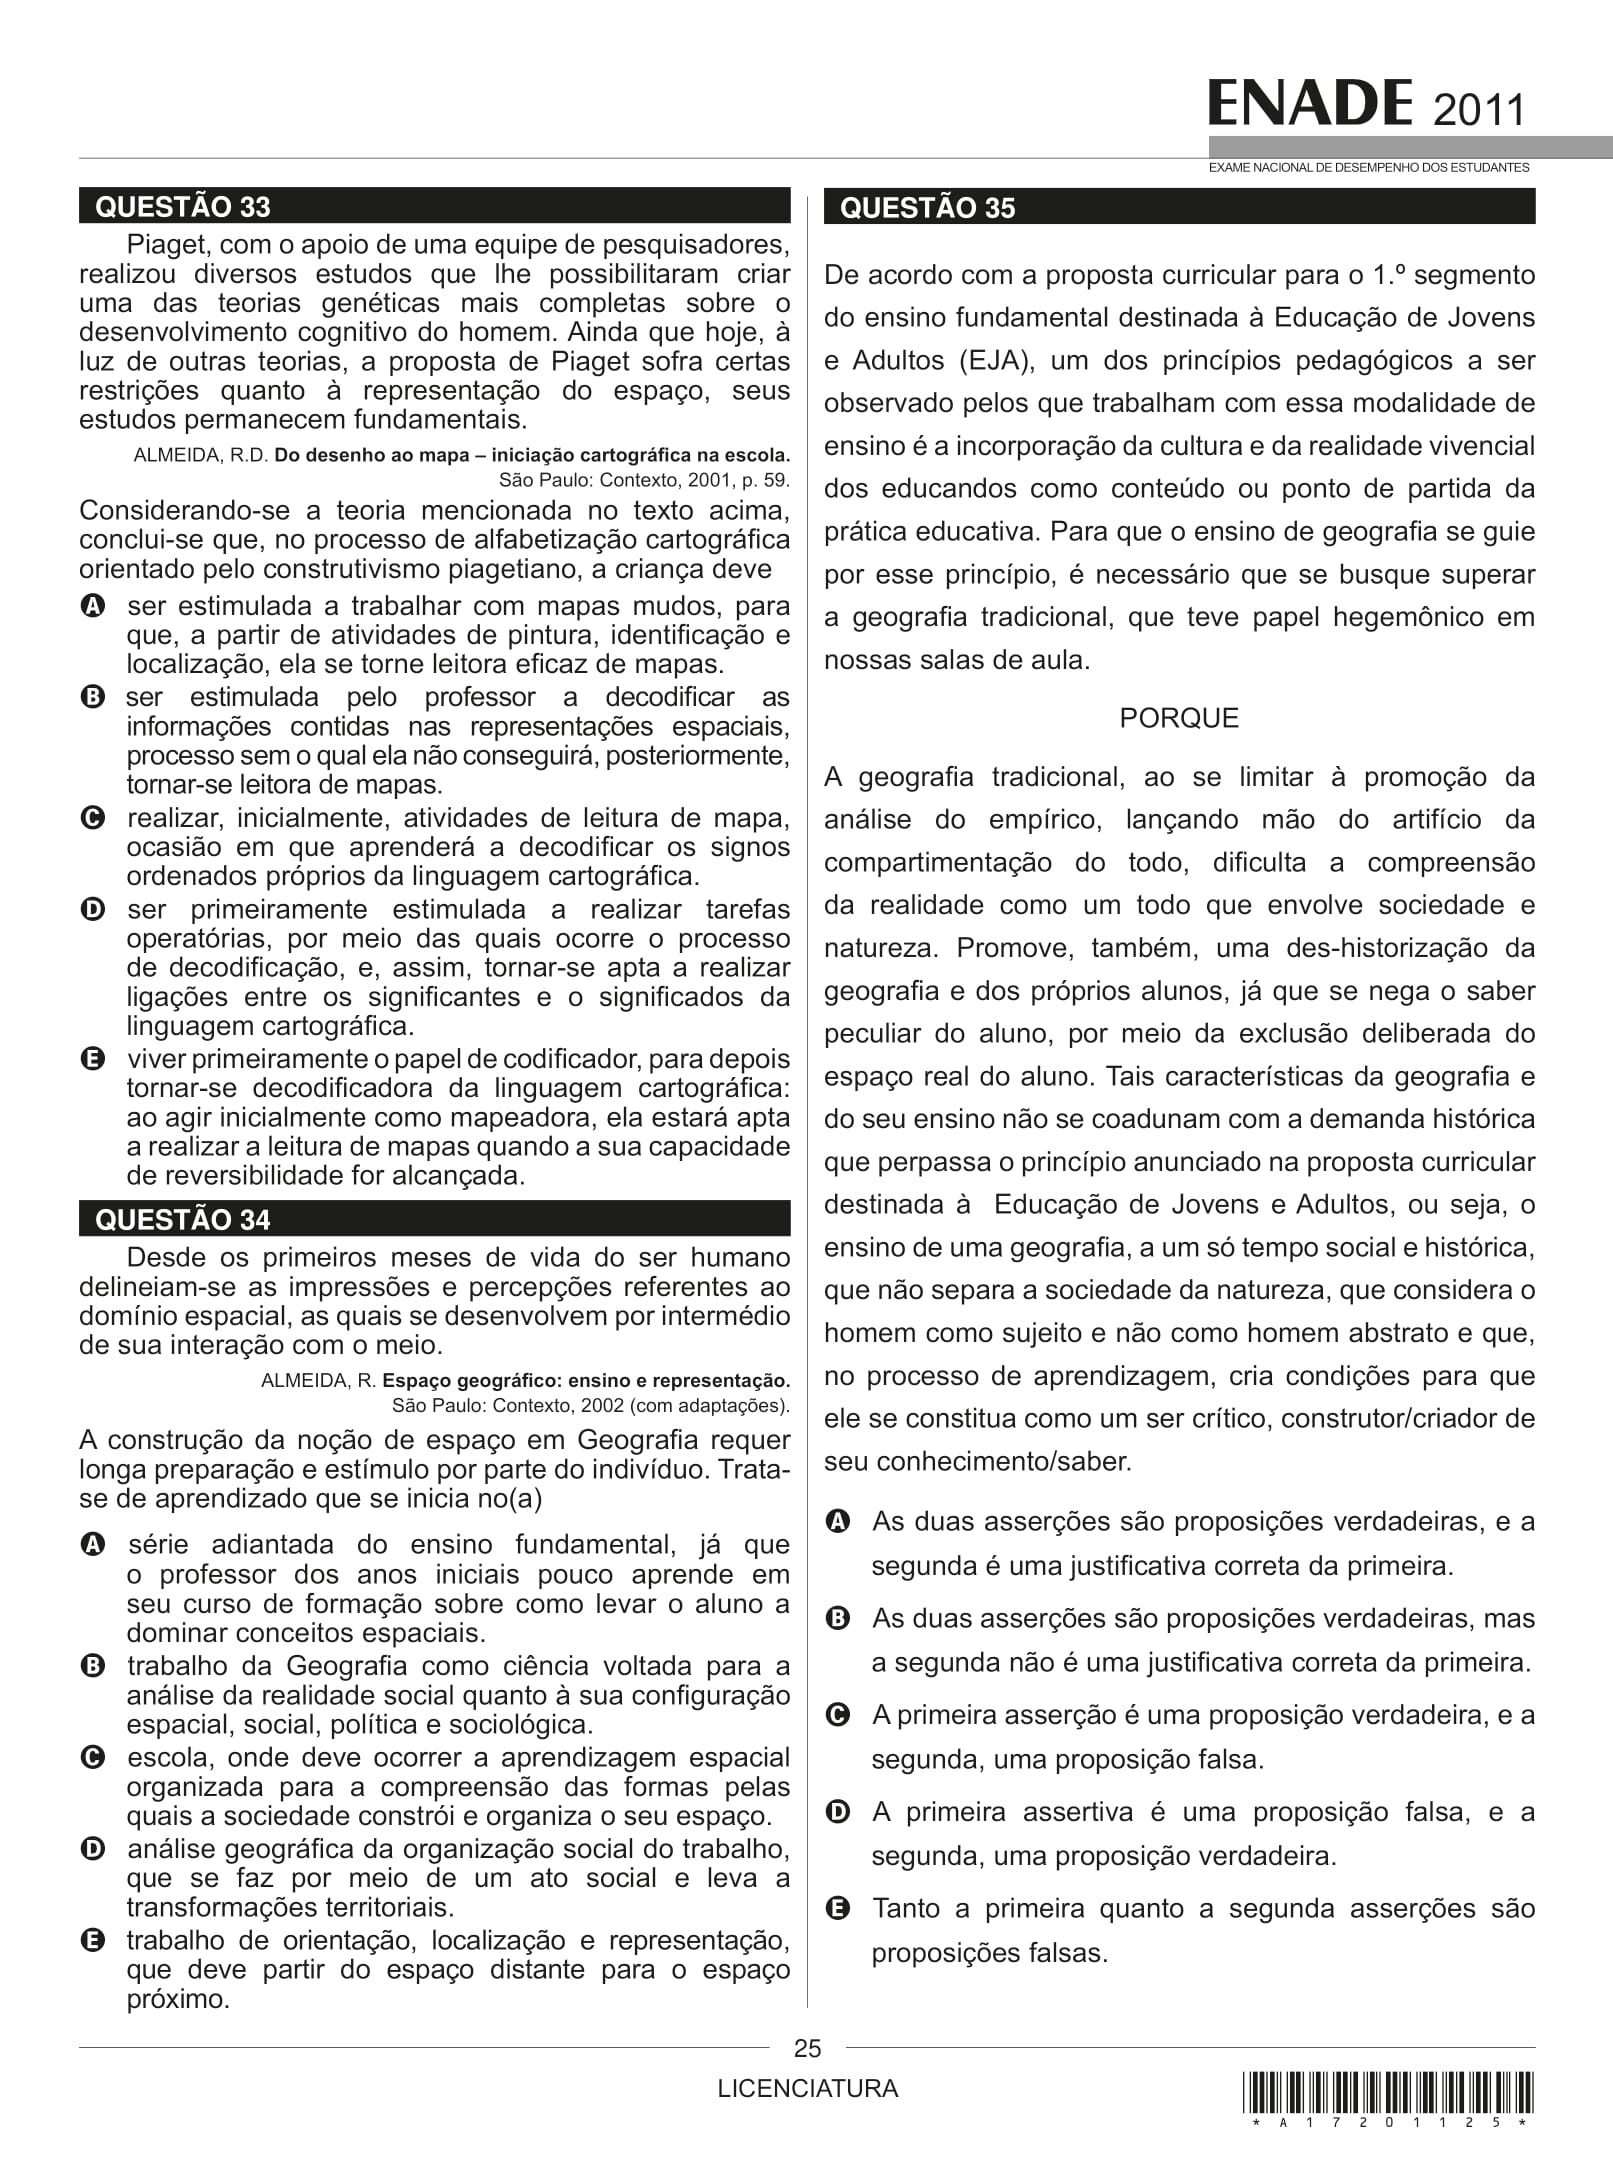 ENADE 2011
EXAME NACIONAL DE DESEMPENHO DOS ESTUDANTES
QUESTÃO 33
Piaget, com o apoio de uma equipe de pesquisadores,
realizou diversos estudos que lhe possibilitaram criar
uma das teorias genéticas mais completas sobre o
desenvolvimento cognitivo do homem. Ainda que hoje, à
luz de outras teorias, a proposta de Piaget sofra certas
restrições quanto à representação do espaço, seus
estudos permanecem fundamentais.
ALMEIDA, R.D. Do desenho ao mapa – iniciação cartográfica na escola.
São Paulo: Contexto, 2001, p. 59.
Considerando-se a teoria mencionada no texto acima,
conclui-se que, no processo de alfabetização cartográfica
orientado pelo construtivismo piagetiano, a criança deve
A ser estimulada a trabalhar com mapas mudos, para
que, a partir de atividades de pintura, identificação e
localização, ela se torne leitora eficaz de mapas.
B ser estimulada pelo professor a decodificar as
informações contidas nas representações espaciais,
processo sem o qual ela não conseguirá, posteriormente,
tornar-se leitora de mapas.
C realizar, inicialmente, atividades de leitura de mapa,
ocasião em que aprenderá a decodificar os signos
ordenados próprios da linguagem cartográfica.
D ser primeiramente estimulada a realizar tarefas
operatórias, por meio das quais ocorre o processo
de decodificação, e, assim, tornar-se apta a realizar
ligações entre os significantes e o significados da
linguagem cartográfica.
E viver primeiramente o papel de codificador, para depois
tornar-se decodificadora da linguagem cartográfica:
ao agir inicialmente como mapeadora, ela estará apta
a realizar a leitura de mapas quando a sua capacidade
de reversibilidade for alcançada.
QUESTÃO 34
Desde os primeiros meses de vida do ser humano
delineiam-se as impressões e percepções referentes ao
domínio espacial, as quais se desenvolvem por intermédio
de sua interação com o meio.
ALMEIDA, R. Espaço geográfico: ensino e representação.
São Paulo: Contexto, 2002 (com adaptações).
A construção da noção de espaço em Geografia requer
longa preparação e estímulo por parte do indivíduo. Trata-
se de aprendizado que se inicia no(a)
A série adiantada do ensino fundamental, já que
o professor dos anos iniciais pouco aprende em
seu curso de formação sobre como levar o aluno a
dominar conceitos espaciais.
B trabalho da Geografia como ciência voltada para a
análise da realidade social quanto à sua configuração
espacial, social, política e sociológica.
C escola, onde deve ocorrer a aprendizagem espacial
organizada para a compreensão das formas pelas
quais a sociedade constrói e organiza o seu espaço.
D análise geográfica da organização social do trabalho,
que se faz por meio de um ato social e leva a
transformações territoriais.
E trabalho de orientação, localização e representação,
que deve partir do espaço distante para o espaço
próximo.
QUESTÃO 35
De acordo com a proposta curricular para o 1.º segmento
do ensino fundamental destinada à Educação de Jovens
e Adultos (EJA), um dos princípios pedagógicos a ser
observado pelos que trabalham com essa modalidade de
ensino é a incorporação da cultura e da realidade vivencial
dos educandos como conteúdo ou ponto de partida da
prática educativa. Para que o ensino de geografia se guie
por esse princípio, é necessário que se busque superar
a geografia tradicional, que teve papel hegemônico em
nossas salas de aula.
PORQUE
A geografia tradicional, ao se limitar à promoção da
análise do empírico, lançando mão do artifício da
compartimentação do todo, dificulta a compreensão
da realidade como um todo que envolve sociedade e
natureza. Promove, também, uma des-historização da
geografia e dos próprios alunos, já que se nega o saber
peculiar do aluno, por meio da exclusão deliberada do
espaço real do aluno. Tais características da geografia e
do seu ensino não se coadunam com a demanda histórica
que perpassa o princípio anunciado na proposta curricular
destinada à Educação de Jovens e Adultos, ou seja, o
ensino de uma geografia, a um só tempo social e histórica,
que não separa a sociedade da natureza, que considera o
homem como sujeito e não como homem abstrato e que,
no processo de aprendizagem, cria condições para que
ele se constitua como um ser crítico, construtor/criador de
seu conhecimento/saber.
A As duas asserções são proposições verdadeiras, e a
segunda é uma justificativa correta da primeira.
B As duas asserções são proposições verdadeiras, mas
a segunda não é uma justificativa correta da primeira.
C A primeira asserção é uma proposição verdadeira, e a
segunda, uma proposição falsa.
D A primeira assertiva é uma proposição falsa, e a
segunda, uma proposição verdadeira.
E Tanto a primeira quanto a segunda asserções são
proposições falsas.
25
LICENCIATURA
*A17201125*